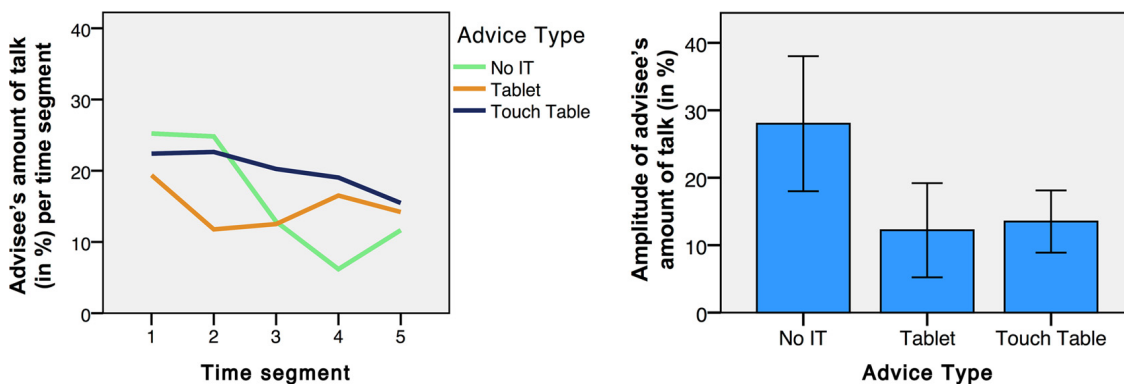 Advisee's amount of talk
(in %) per time segment
40
30
20
10
0
1 2 3 4 5
Time segment
Advice Type
No IT
Tablet
Touch Table
Amplitude of advisee's
amount of talk (in %)
40
30
20
10
0
No IT Tablet Touch Table
Advice Type